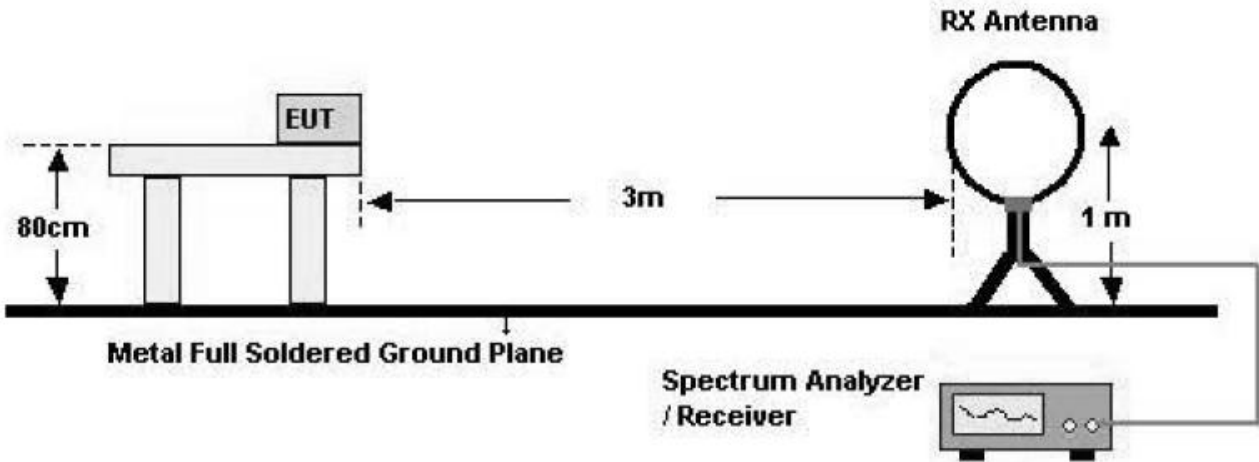 RX Antenna
EUT
3m
80cm
1 m
Metal Full Soldered Ground Plane
Spectrum Analyzer
/ Receiver